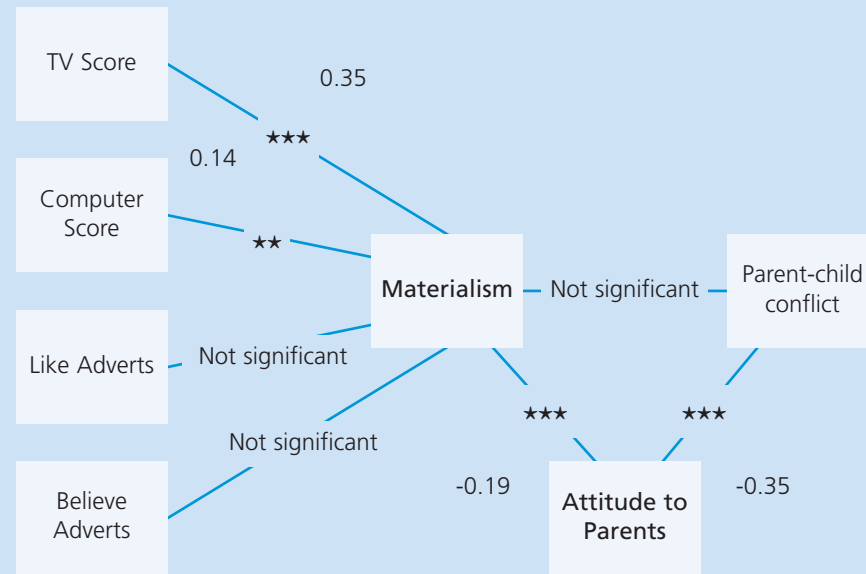 TV Score
0.35
★★★
0.14
Computer
Score
★★
Materialism
Not significant
Parent-child
conflict
Like Adverts
Not significant
★★★
★★★
Not significant
-0.19
Attitude to
Parents
-0.35
Believe
Adverts